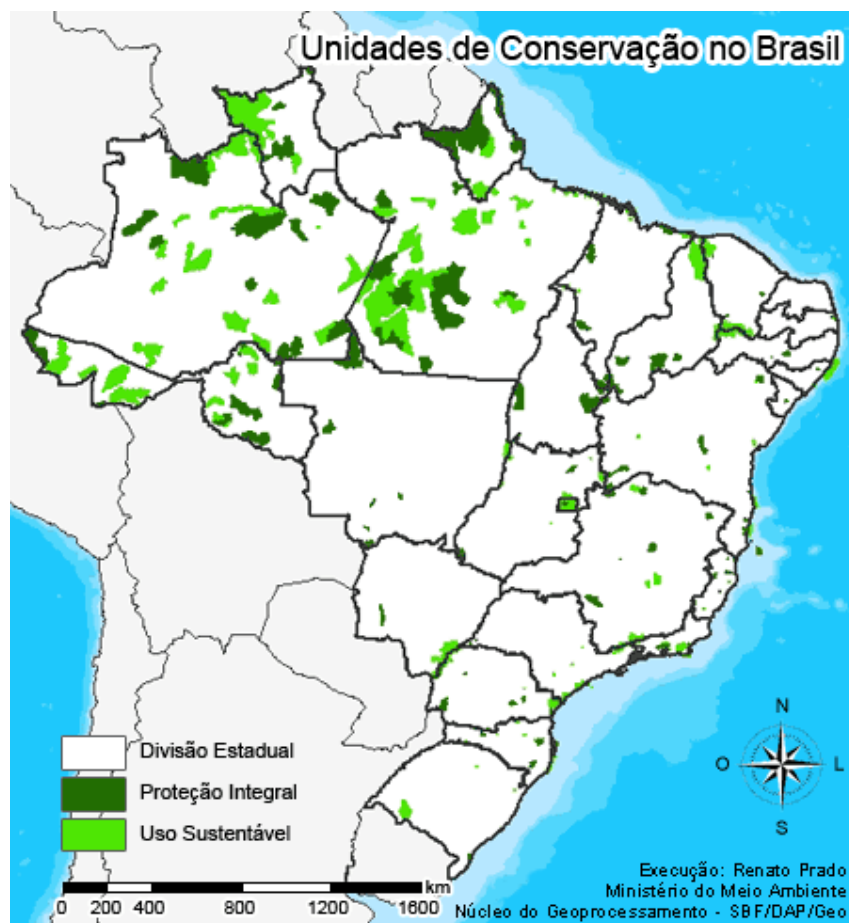 Unidades de Conservação no Brasil
N
O L
S
Divisão Estadual
Proteção Integral
Uso Sustentável
km
0 200 400 800 1200 1600
Execução: Renato Prado
Ministério do Meio Ambiente
Núcleo do Geoprocessamento - SBF/DAP/Geo